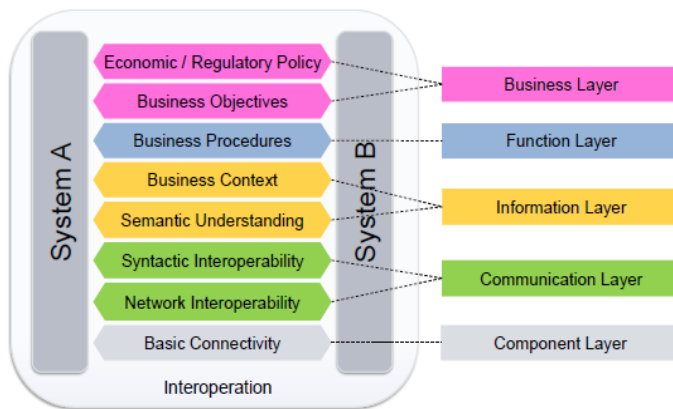 System A
Economic / Regulatory Policy
Business Objectives
Business Procedures
Business Context
Semantic Understanding
Syntactic Interoperability
Network Interoperability
Basic Connectivity
Interoperation
System B
Business Layer
Function Layer
Information Layer
Communication Layer
Component Layer